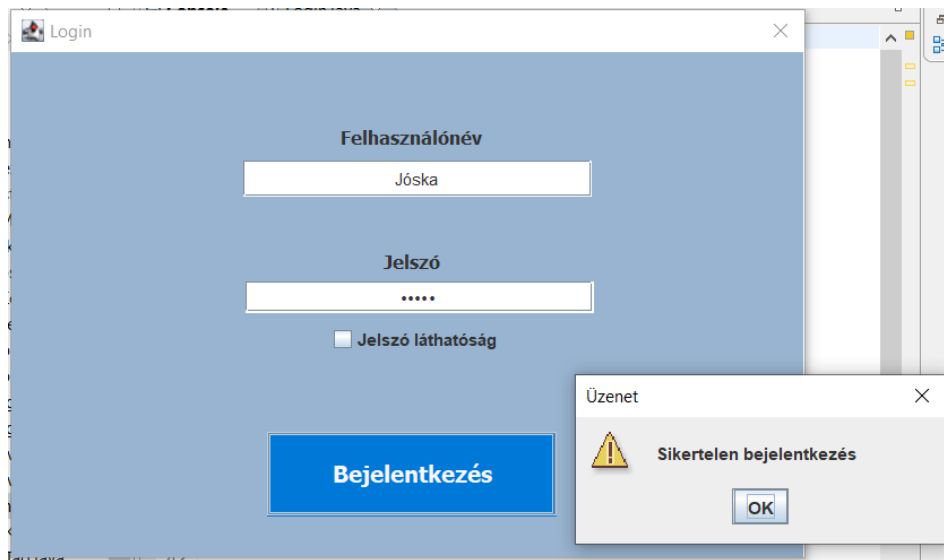 Login
Felhasználónév
Jóska
Jelszó
•••••
Jelszó láthatóság
Bejelentkezés
Üzenet
Sikertelen bejelentkezés
OK